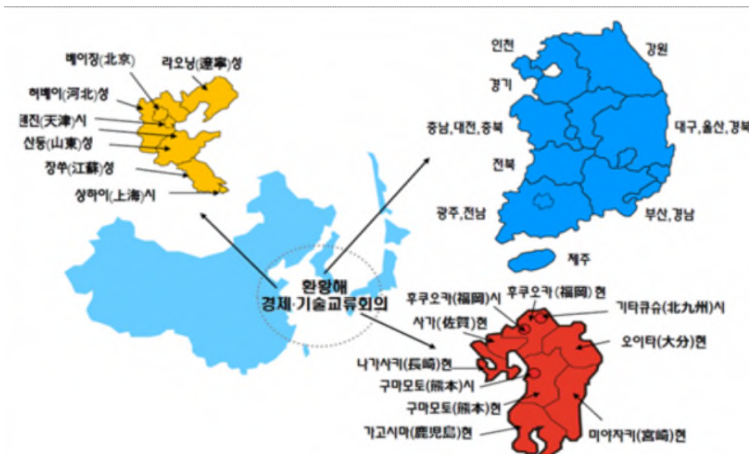 베이징(北京)
라오닝(遼寧)성
허베이(河北)성
톈진(天津)시
산둥(山東)성
장쑤(江蘇)성
상하이(上海)시
인천
강원
경기
충남,대전,충북
대구,울산,경북
전북
광주,전남
부산,경남
제주
환황해
경제·기술교류회의
후쿠오카(福岡)시
후쿠오카(福岡)현
기타큐슈(北九州)시
사가(佐賀)현
오이타(大分)현
나가사키(長崎)현
구마모토(熊本)시
구마모토(熊本)현
가고시마(鹿児島)현
미야자키(宮崎)현